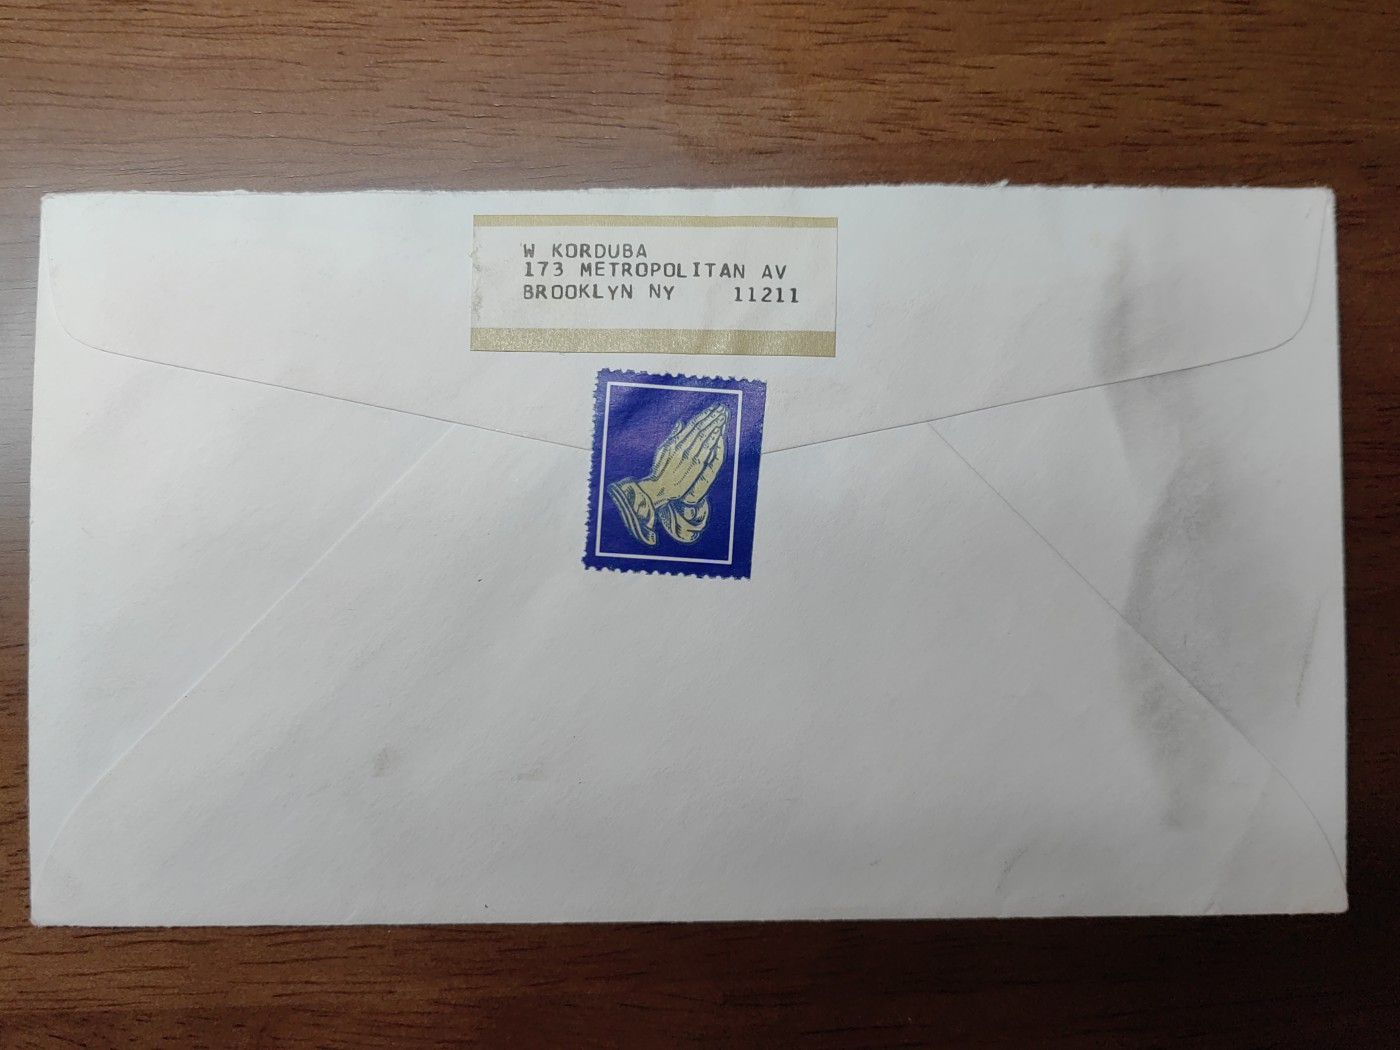 W KORDUBA
173 METROPOLITAN AV
BROOKLYN NY 11211